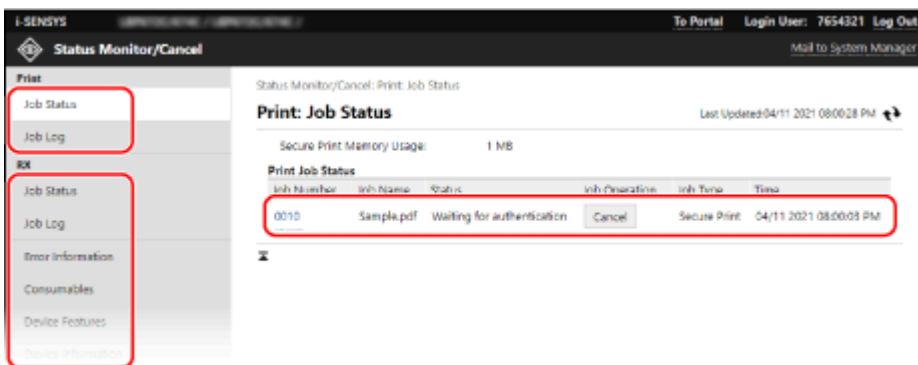 i-SENSYS
To Portal Login User: 7654321 Log Out
Status Monitor/Cancel
Mail to System Manager
Print
Job Status
Job Log
RX
Job Status
Job Log
Error Information
Consumables
Device Features
Device Information
Status Monitor/Cancel: Print: Job Status
Print: Job Status
Last Updated:04/11 2021 08:00:28 PM
Secure Print Memory Usage: 1 MB
Print Job Status
Job Number Job Name Status Job Operation Job Type Time
0010 Sample.pdf Waiting for authentication Cancel Secure Print 04/11 2021 08:00:03 PM